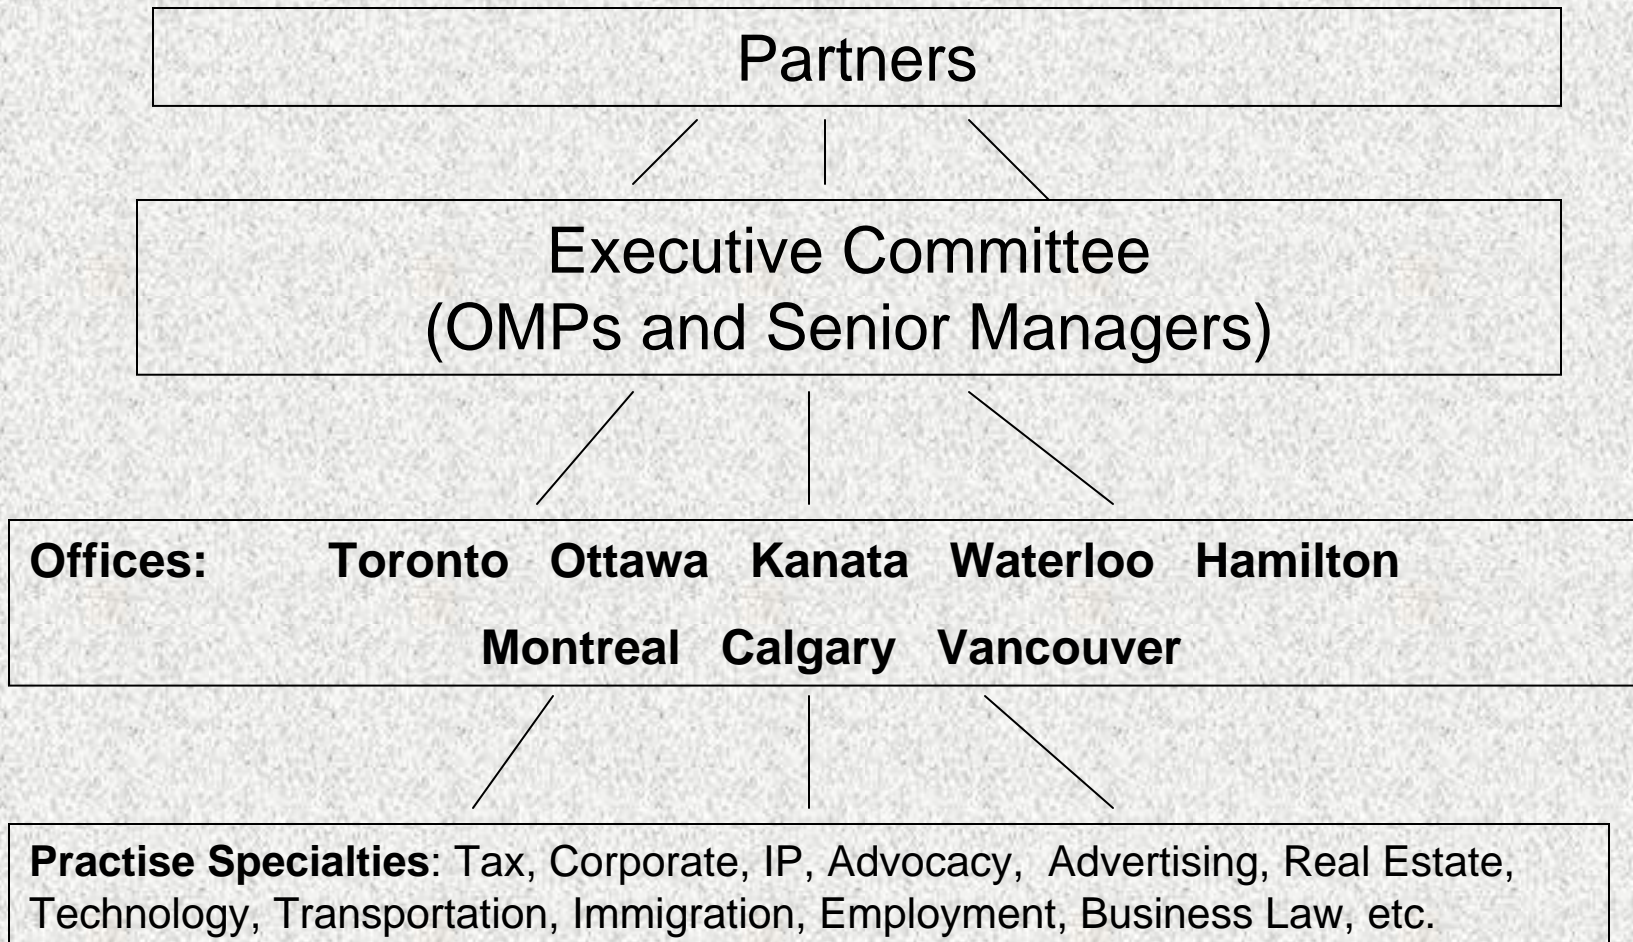 Partners
Executive Committee
(OMPs and Senior Managers)
Offices: Toronto Ottawa Kanata Waterloo Hamilton
Montreal Calgary Vancouver
Practise Specialties: Tax, Corporate, IP, Advocacy, Advertising, Real Estate,
Technology, Transportation, Immigration, Employment, Business Law, etc.